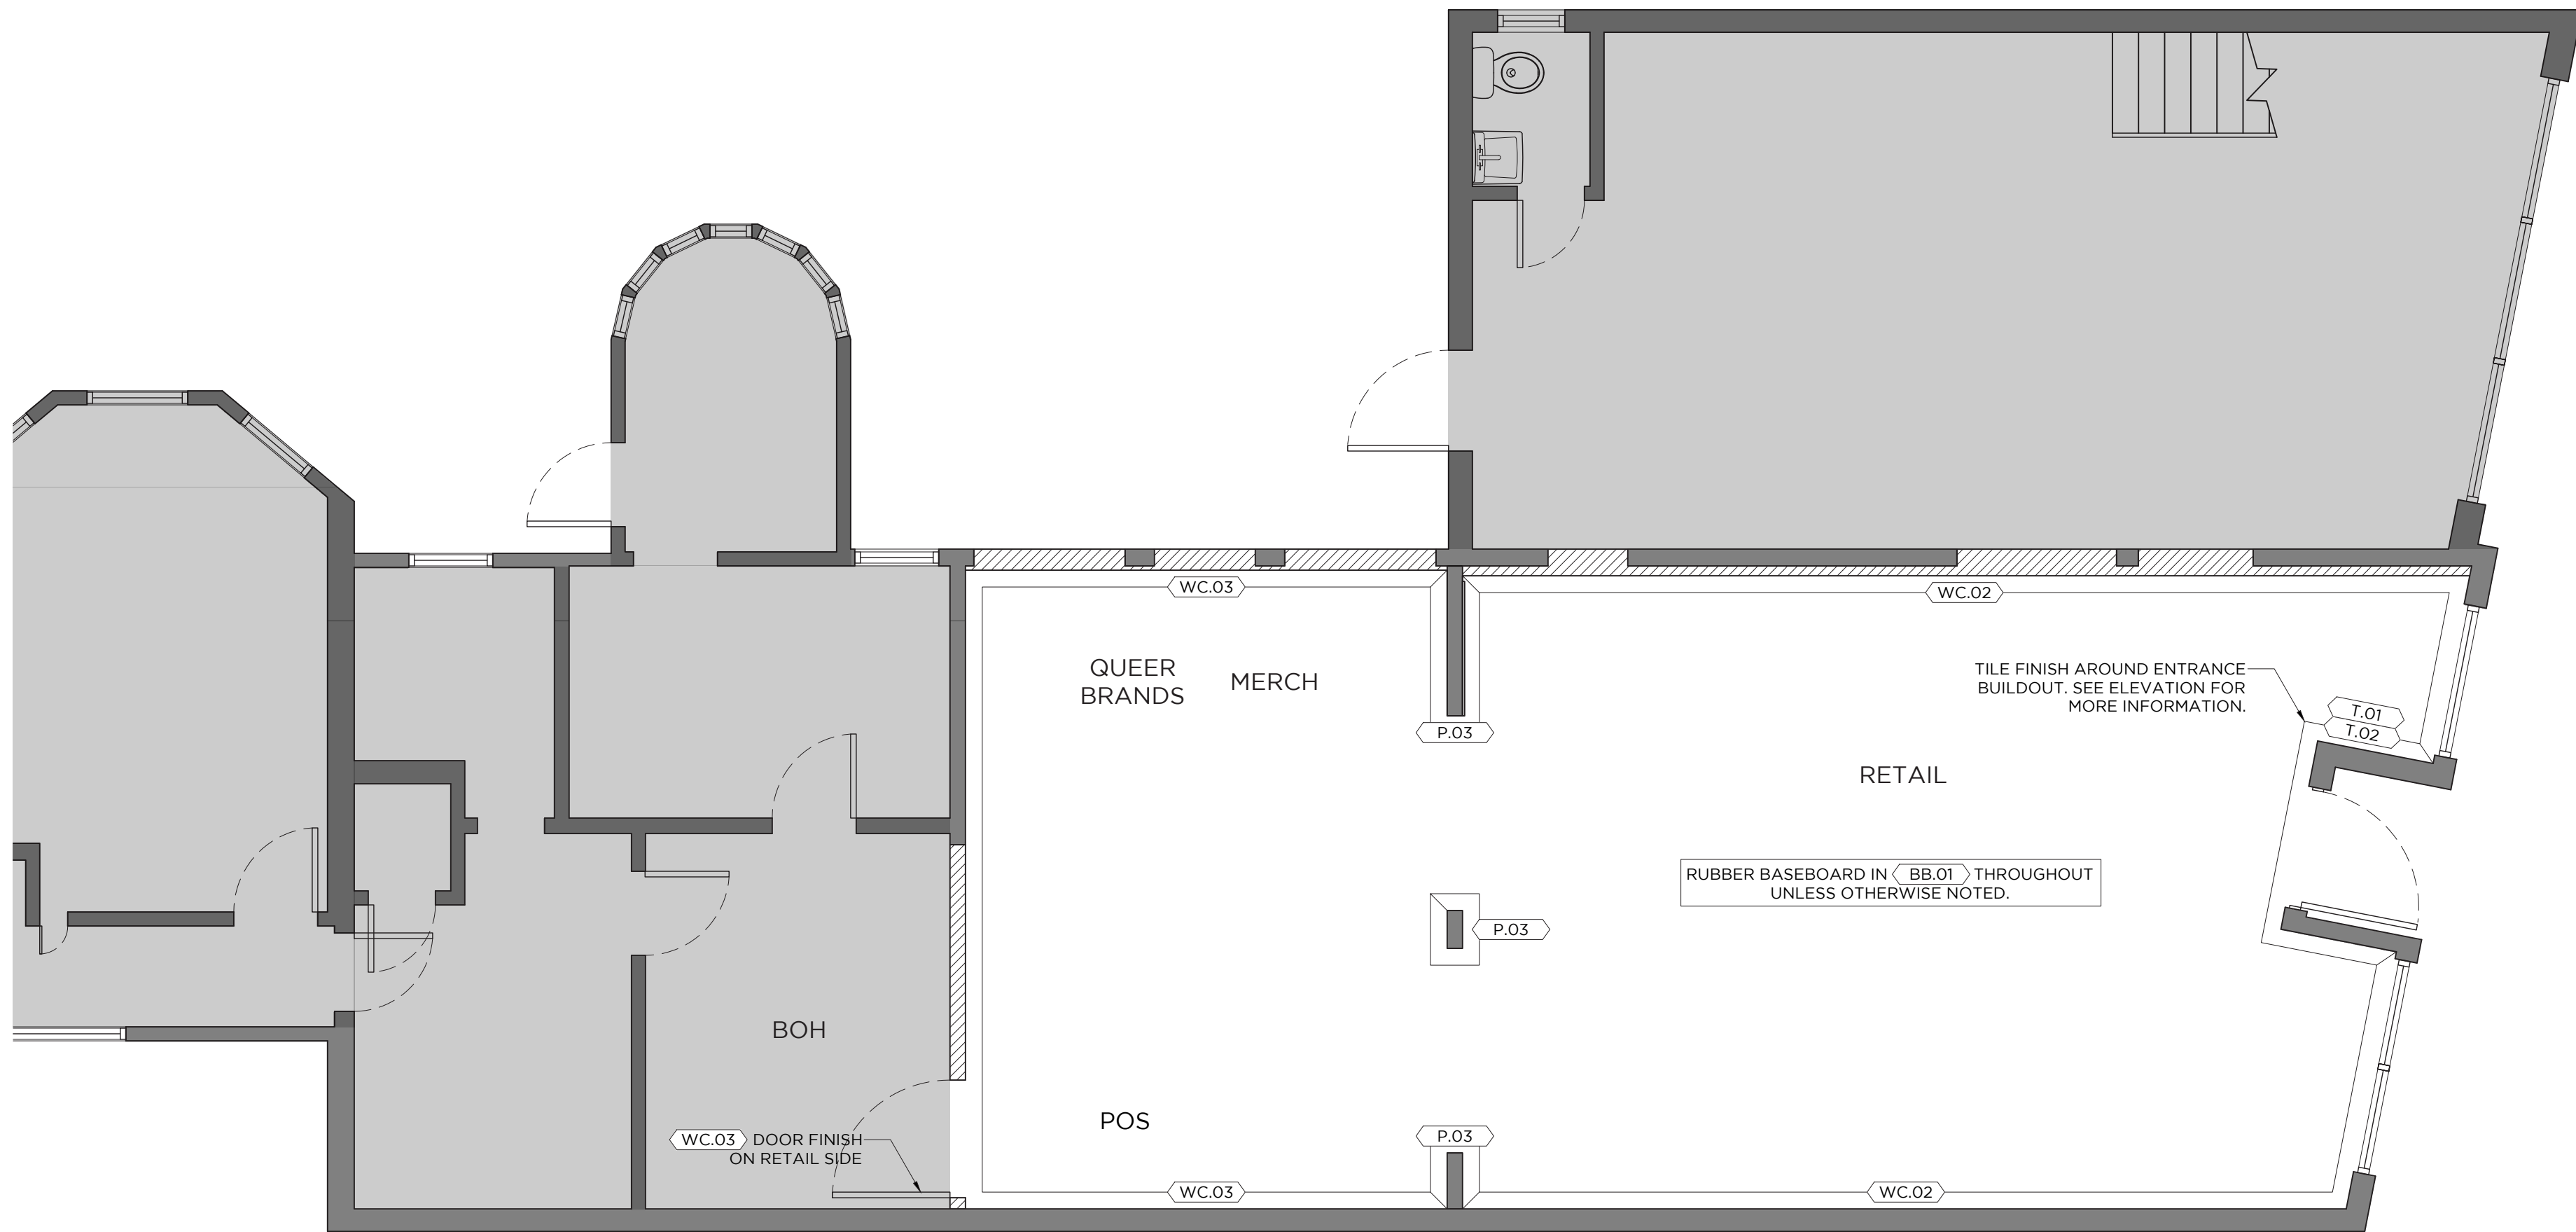 WC.03
WC.02
QUEER
BRANDS
MERCH
TILE FINISH AROUND ENTRANCE
BUILDOUT. SEE ELEVATION FOR
MORE INFORMATION.
T.01
T.02
P.03
RETAIL
RUBBER BASEBOARD IN BB.01 THROUGHOUT
UNLESS OTHERWISE NOTED.
P.03
BOH
POS
WC.03 DOOR FINISH
ON RETAIL SIDE
P.03
WC.03
WC.02